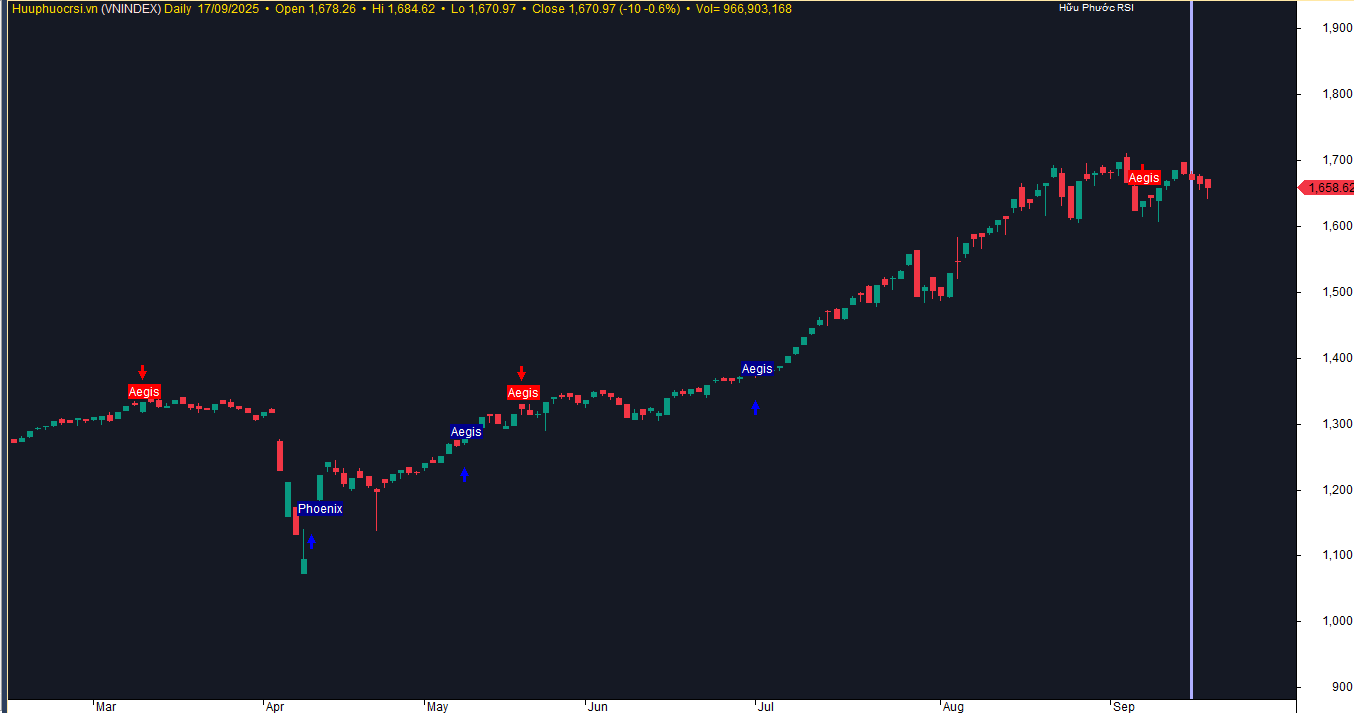 Huuphuocrsi.vn (VNINDEX) Daily 17/09/2025 • Open 1,678.26 • Hi 1,684.62 • Lo 1,670.97 • Close 1,670.97 (-10 -0.6%) • Vol= 966,903,168
Hữu Phước RSI
1,900
1,800
1,700
Aegis
1,658.62
1,600
1,500
1,400
Aegis
Aegis
Aegis
1,300
Aegis
1,200
Phoenix
1,100
1,000
900
Mar Apr May Jun Jul Aug Sep